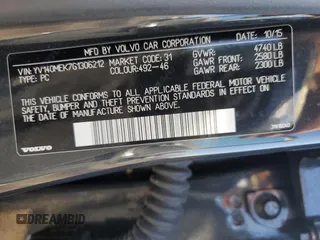 MFD BY VOLVO CAR CORPORATION 10/15
VIN: YV140MEK7G1306212 MARKET CODE: 31 GVWR: 4740 LB
TYPE: PC COLOUR: 492-46 GAWR FRONT: 2580 LB
GAWR REAR: 2300 LB
THIS VEHICLE CONFORMS TO ALL APPLICABLE FEDERAL MOTOR VEHICLE
SAFETY, BUMPER AND THEFT PREVENTION STANDARDS IN EFFECT ON
THE DATE OF MANUFACTURE SHOWN ABOVE.
VOLVO
DREAMBID